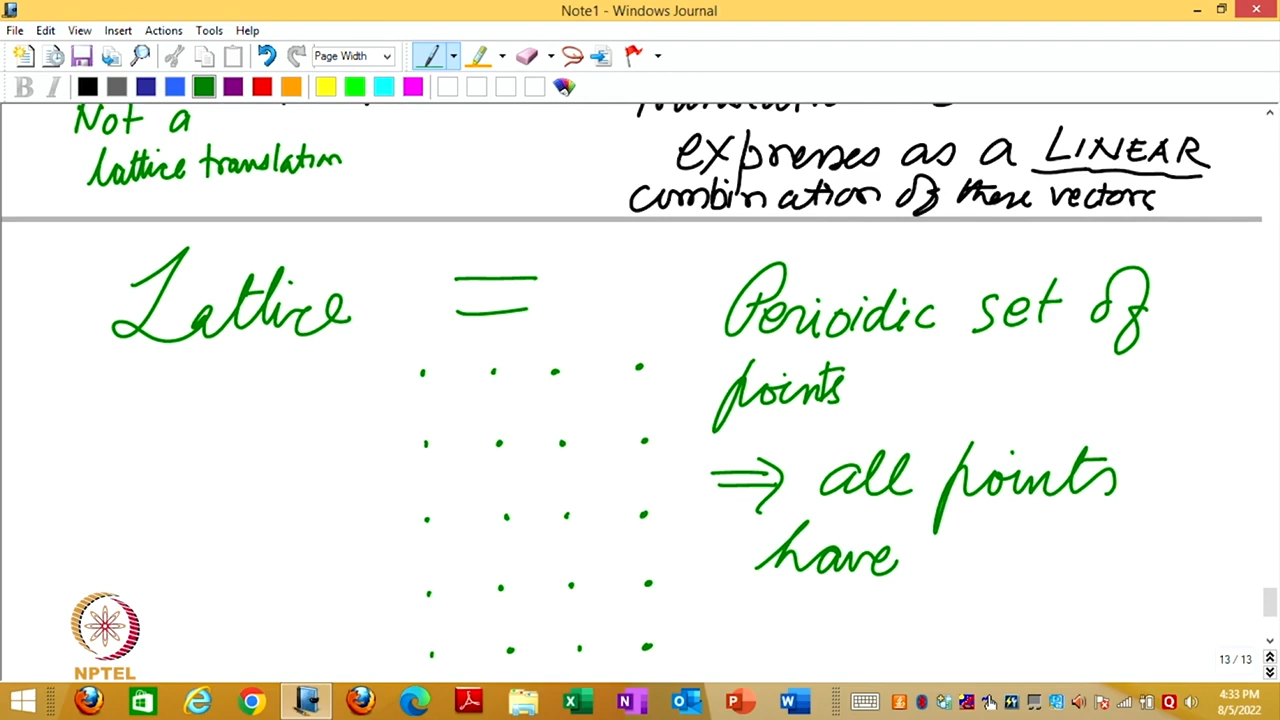 Note1 - Windows Journal
File Edit View Insert Actions Tools Help
Page Width
Not a
lattice translation
expresses as a LINEAR
combination of these vectors
Lattice = Perioidic set of
points
⇒ all points
have
NPTEL
13 / 13
4:33 PM
8/5/2022